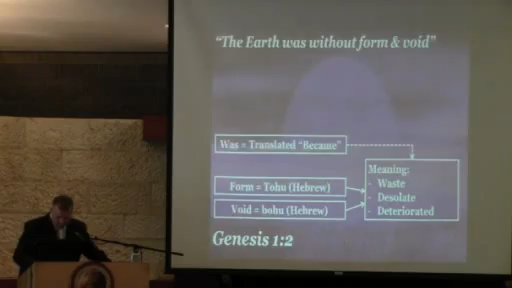 “The Earth was without form & void”
Was = Translated “Became”
Form = Tohu (Hebrew)
Void = bohu (Hebrew)
Meaning:
- Waste
- Desolate
- Deteriorated
Genesis 1:2